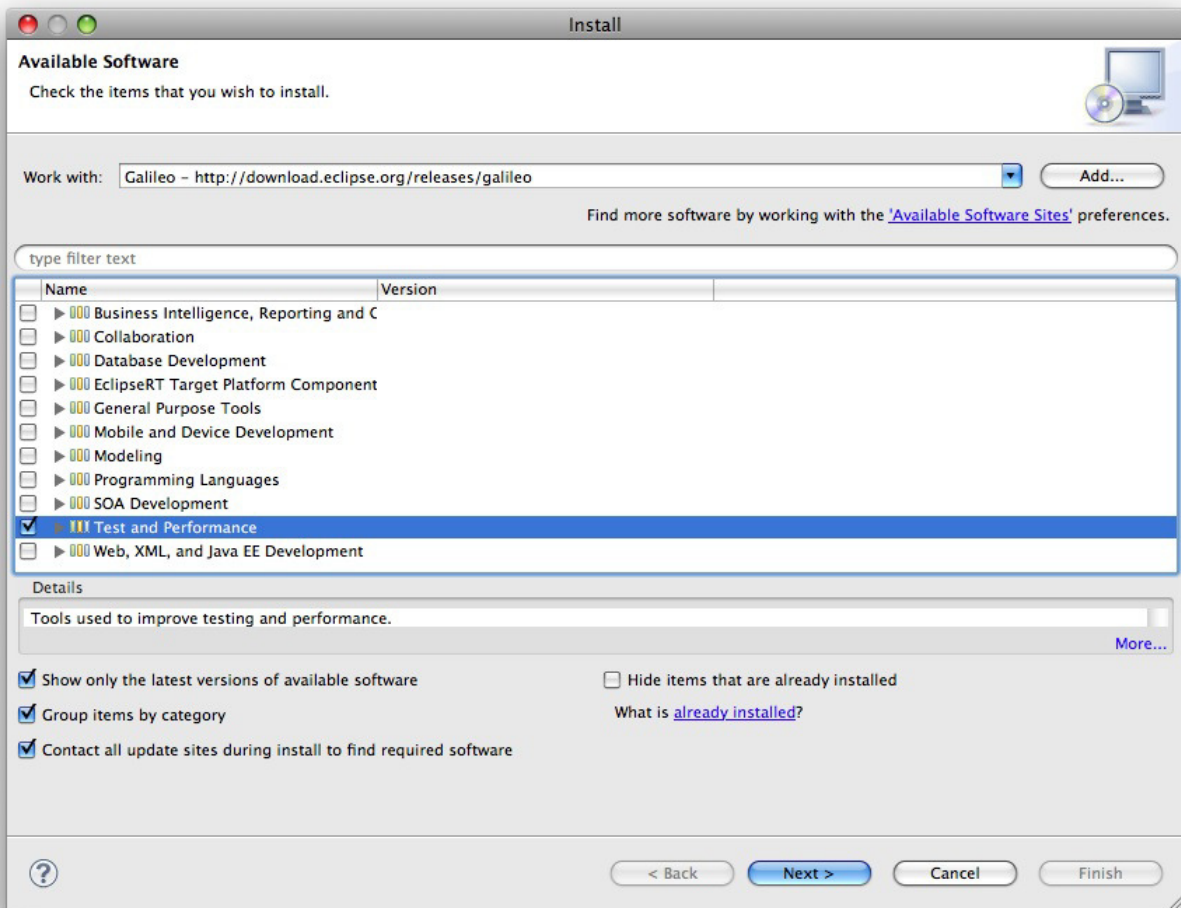 Install
Available Software
Check the items that you wish to install.
Work with: Galileo - http://download.eclipse.org/releases/galileo Add...
Find more software by working with the 'Available Software Sites' preferences.
type filter text
Name Version
Business Intelligence, Reporting and C
Collaboration
Database Development
EclipseRT Target Platform Component
General Purpose Tools
Mobile and Device Development
Modeling
Programming Languages
SOA Development
Test and Performance
Web, XML, and Java EE Development
Details
Tools used to improve testing and performance.
More...
Show only the latest versions of available software Hide items that are already installed
Group items by category What is already installed?
Contact all update sites during install to find required software
? < Back Next > Cancel Finish